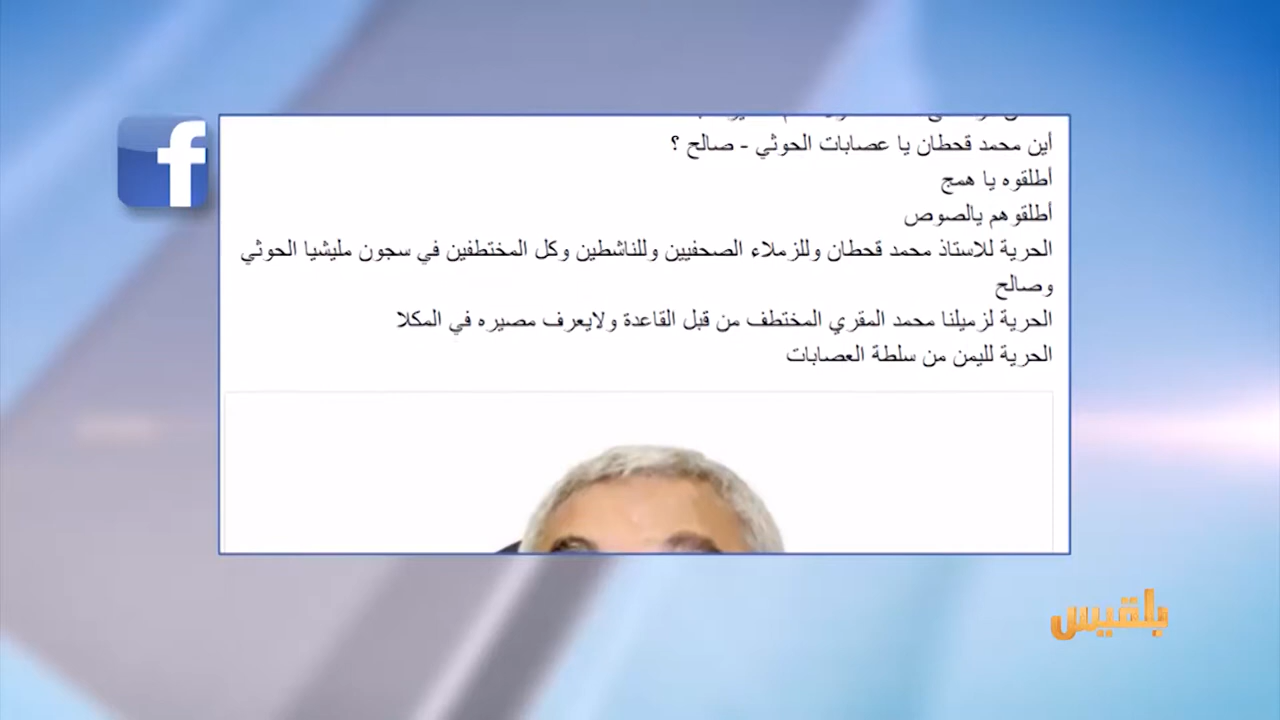 أين محمد قحطان يا عصابات الحوثي - صالح ؟
أطلقوه يا همج
أطلقوهم يالصوص
الحرية للاستاذ محمد قحطان وللزملاء الصحفيين وللناشطين وكل المختطفين في سجون مليشيا الحوثي
وصالح
الحرية لزميلنا محمد المقري المختطف من قبل القاعدة ولايعرف مصيره في المكلا
الحرية لليمن من سلطة العصابات
بلقيس